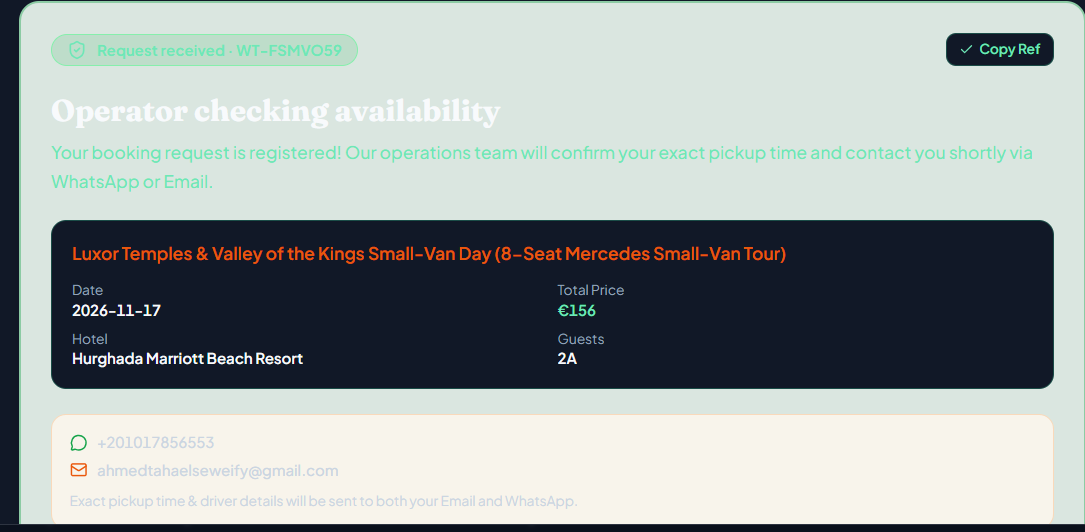 Request received · WT-FSMVO59
Copy Ref
Operator checking availability
Your booking request is registered! Our operations team will confirm your exact pickup time and contact you shortly via
WhatsApp or Email.
Luxor Temples & Valley of the Kings Small-Van Day (8-Seat Mercedes Small-Van Tour)
Date
2026-11-17
Total Price
€156
Hotel
Hurghada Marriott Beach Resort
Guests
2A
+201017856553
ahmedtahaelseweify@gmail.com
Exact pickup time & driver details will be sent to both your Email and WhatsApp.